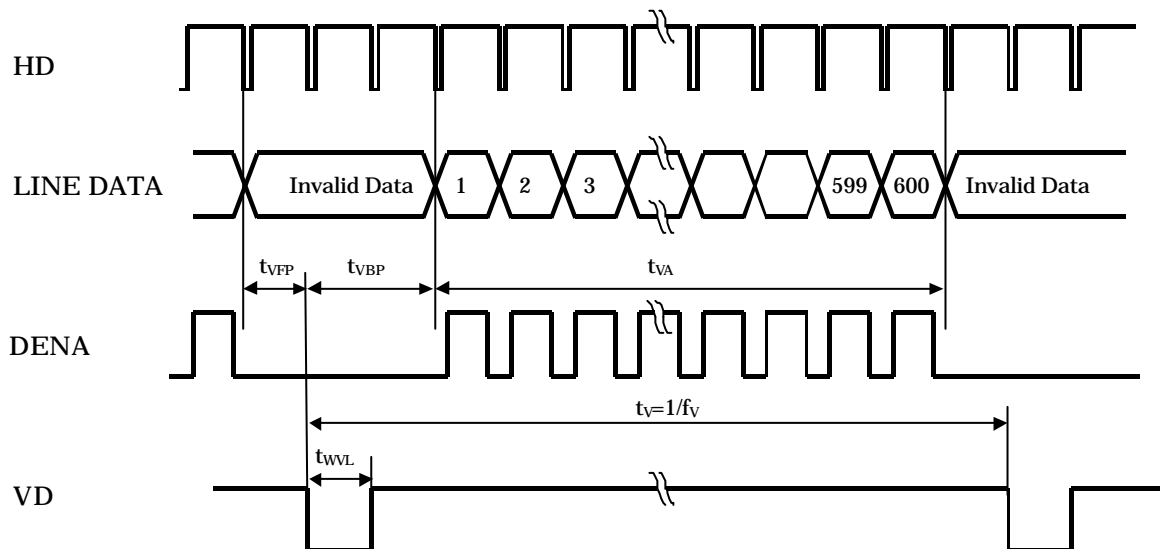 HD
LINE DATA
Invalid Data
1
2
3
599
600
Invalid Data
tVFP
tVBP
tVA
DENA
tV=1/fV
tWVL
VD